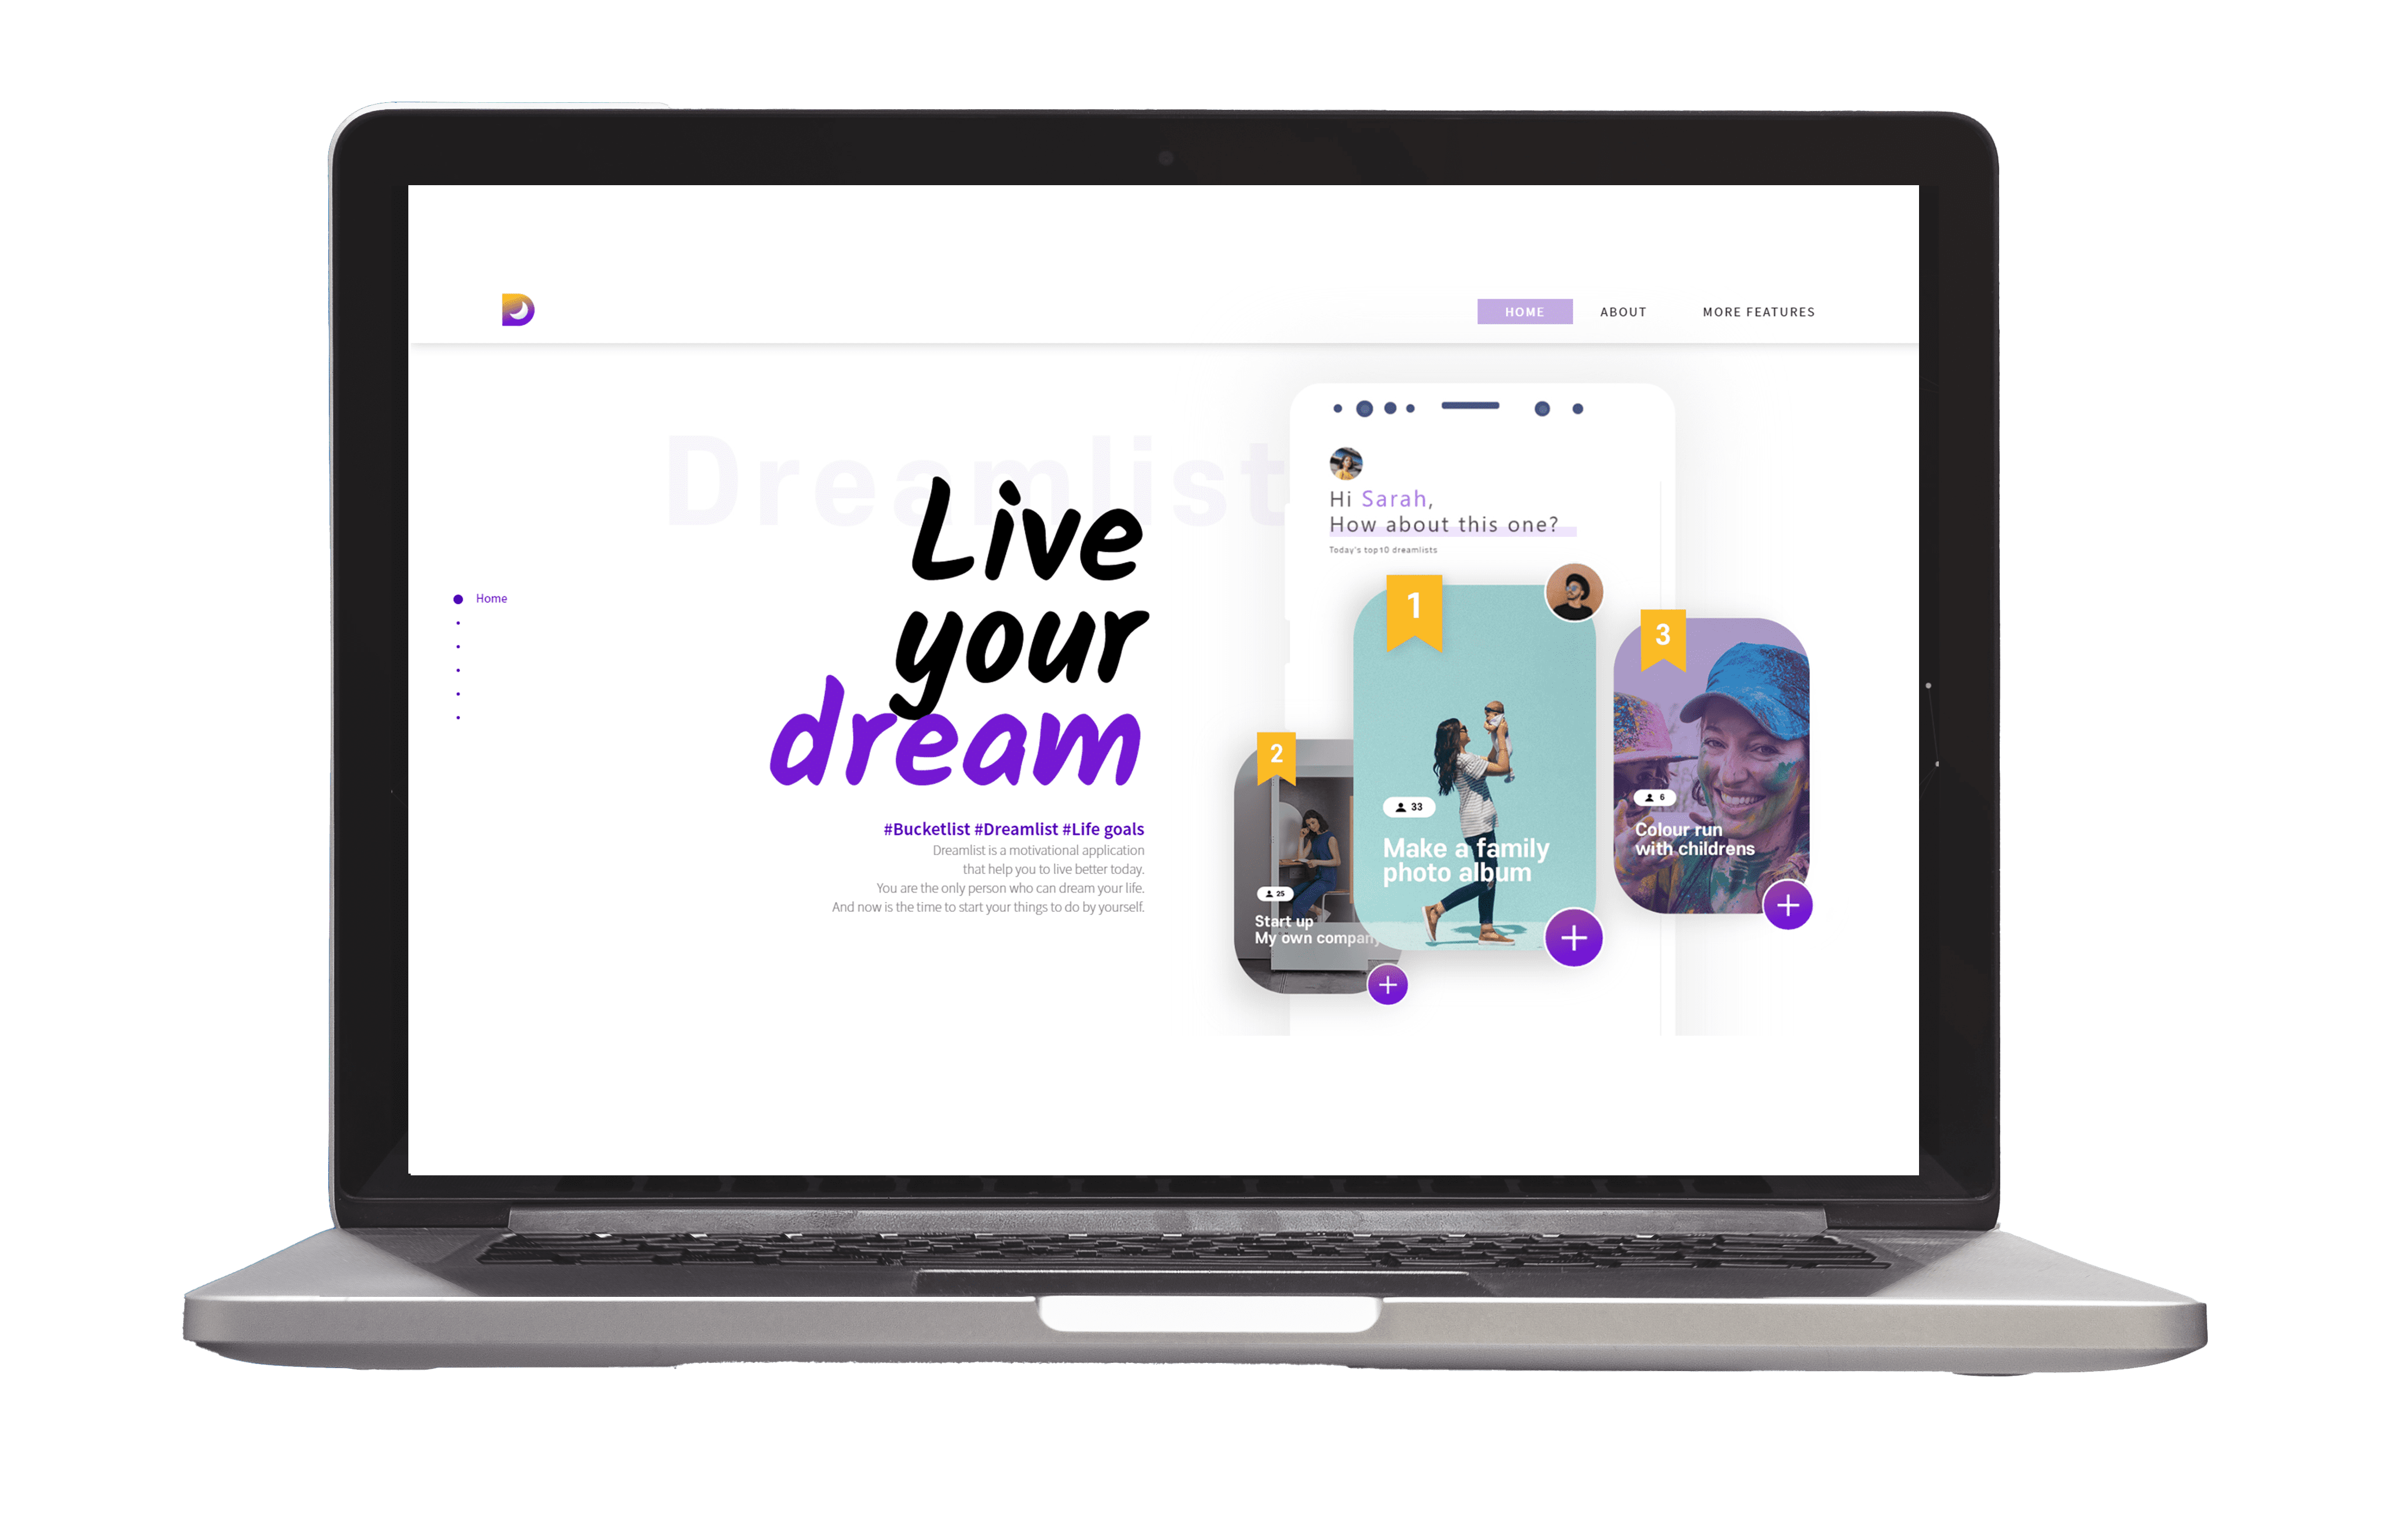 HOME ABOUT MORE FEATURES
Dreamlist
Live
your
dream
#Bucketlist #Dreamlist #Life goals
Dreamlist is a motivational application
that help you to live better today.
You are the only person who can dream your life.
And now is the time to start your things to do by yourself.
Home
Hi Sarah,
How about this one?
Today's top10 dreamlists
1
33
Make a family
photo album
2
25
Start up
My own company
3
6
Colour run
with childrens